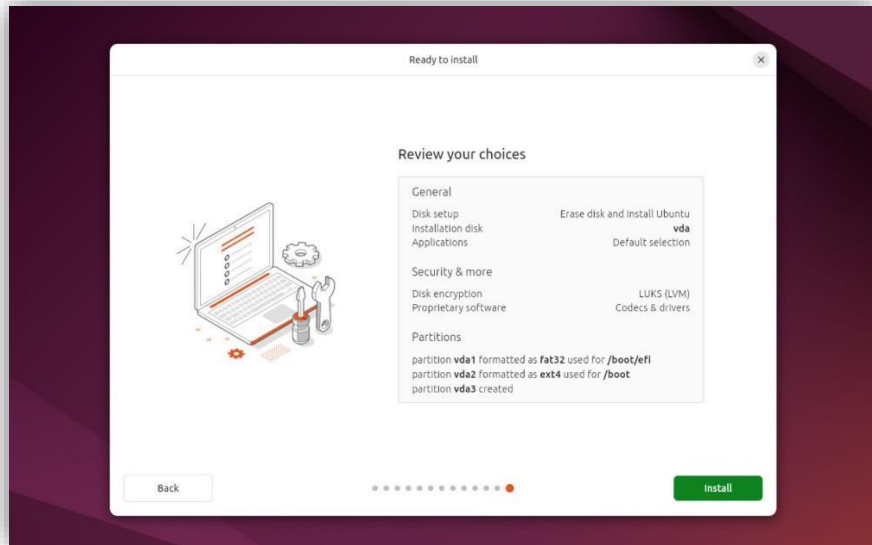 Ready to install
Review your choices
General
Disk setup Erase disk and install Ubuntu
Installation disk vda
Applications Default selection
Security & more
Disk encryption LUKS (LVM)
Proprietary software Codecs & drivers
Partitions
partition vda1 formatted as fat32 used for /boot/efi
partition vda2 formatted as ext4 used for /boot
partition vda3 created
Back Install